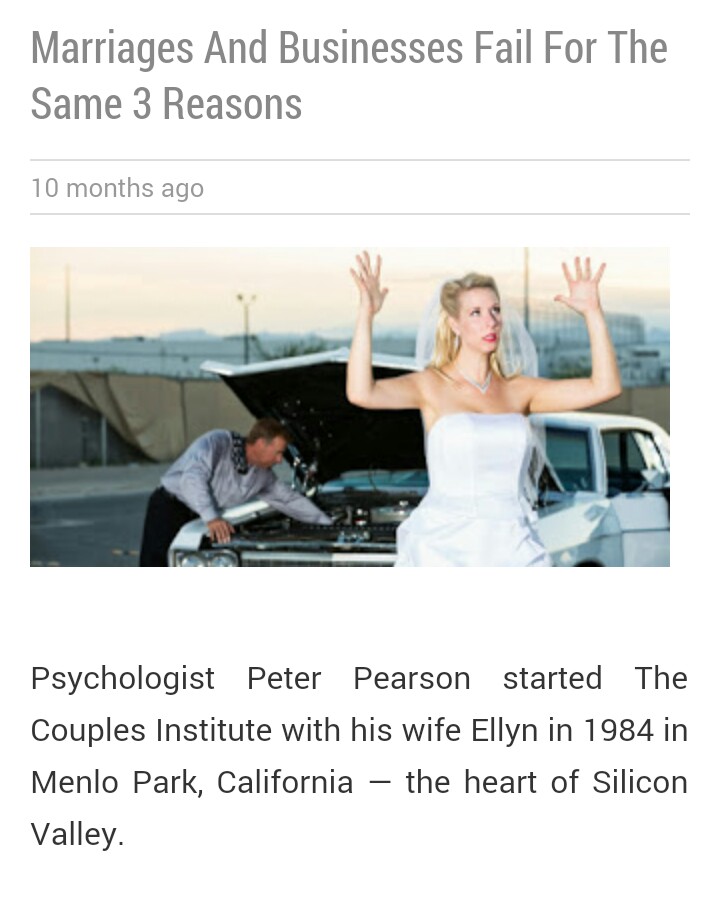 Marriages And Businesses Fail For The
Same 3 Reasons
10 months ago
Psychologist Peter Pearson started The
Couples Institute with his wife Ellyn in 1984 in
Menlo Park, California — the heart of Silicon
Valley.